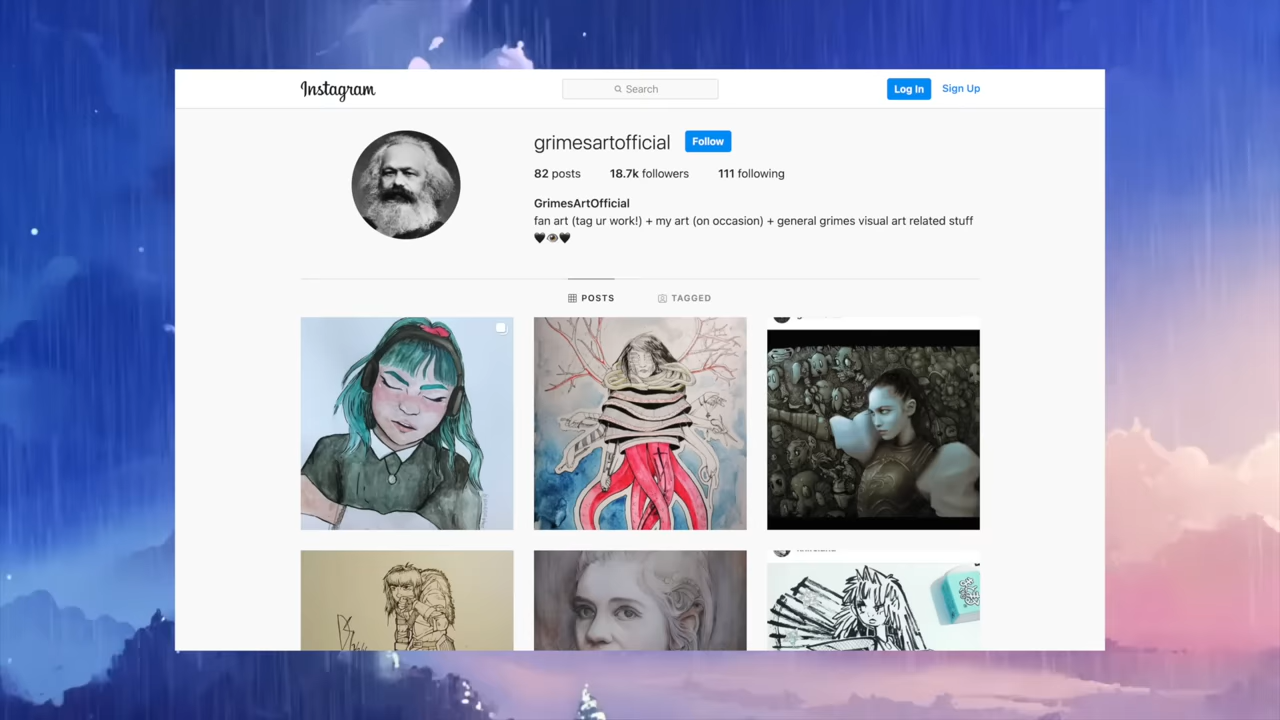 Instagram
Search
Log In
Sign Up
grimesartofficial
Follow
82 posts 18.7k followers 111 following
GrimesArtOfficial
fan art (tag ur work!) + my art (on occasion) + general grimes visual art related stuff
🖤👁️🖤
POSTS
TAGGED